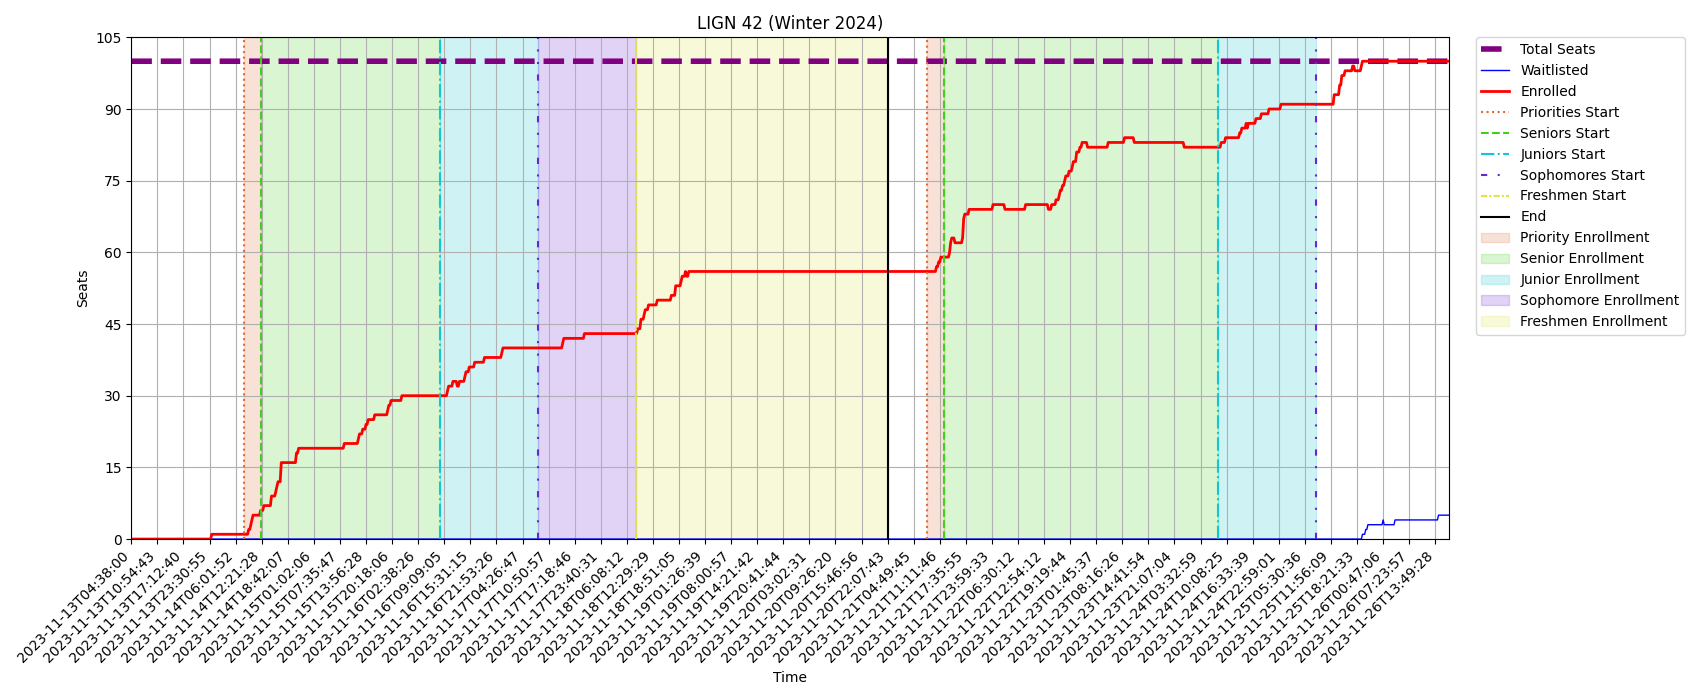 LIGN 42 (Winter 2024)
105
90
75
60
45
30
15
0
Seats
2023-11-13T04:38:00
2023-11-13T10:54:43
2023-11-13T17:12:40
2023-11-13T23:30:55
2023-11-14T06:01:52
2023-11-14T12:21:28
2023-11-14T18:42:07
2023-11-15T01:02:06
2023-11-15T07:35:47
2023-11-15T13:56:28
2023-11-15T20:18:06
2023-11-16T02:38:26
2023-11-16T09:09:05
2023-11-16T15:31:15
2023-11-16T21:53:26
2023-11-17T04:26:47
2023-11-17T10:50:57
2023-11-17T17:18:46
2023-11-17T23:40:31
2023-11-18T06:08:12
2023-11-18T12:29:29
2023-11-18T18:51:05
2023-11-19T01:26:39
2023-11-19T08:00:57
2023-11-19T14:21:42
2023-11-19T20:41:44
2023-11-20T03:02:31
2023-11-20T09:26:20
2023-11-20T15:46:56
2023-11-20T22:07:43
2023-11-21T04:49:45
2023-11-21T11:11:46
2023-11-21T17:35:55
2023-11-21T23:59:33
2023-11-22T06:30:12
2023-11-22T12:54:12
2023-11-22T19:19:44
2023-11-23T01:45:37
2023-11-23T08:16:26
2023-11-23T14:41:54
2023-11-23T21:07:04
2023-11-24T03:32:59
2023-11-24T10:08:25
2023-11-24T16:33:39
2023-11-24T22:59:01
2023-11-25T05:30:36
2023-11-25T11:56:09
2023-11-25T18:21:33
2023-11-26T00:47:06
2023-11-26T07:23:57
2023-11-26T13:49:28
Time
Total Seats
Waitlisted
Enrolled
Priorities Start
Seniors Start
Juniors Start
Sophomores Start
Freshmen Start
End
Priority Enrollment
Senior Enrollment
Junior Enrollment
Sophomore Enrollment
Freshmen Enrollment